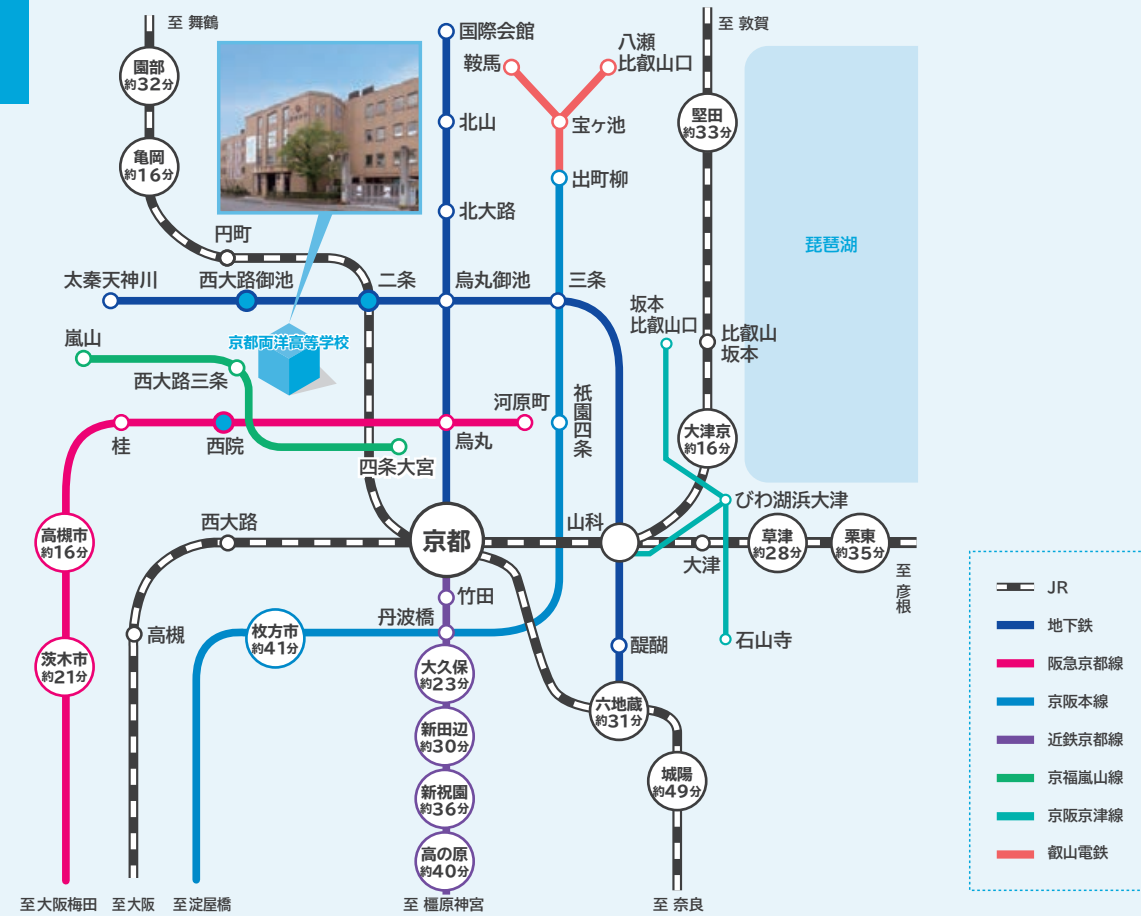 至 舞鶴
園部
約32分
亀岡
約16分
円町
太秦天神川
西大路御池
二条
国際会館
北山
北大路
烏丸御池
鞍馬
八瀬
比叡山口
宝ヶ池
出町柳
三条
至 敦賀
堅田
約33分
琵琶湖
坂本
比叡山口
比叡山
坂本
嵐山
西大路三条
京都両洋高等学校
桂
西院
四条大宮
烏丸
河原町
祇園四条
大津京
約16分
びわ湖浜大津
高槻市
約16分
西大路
京都
山科
大津
草津
約28分
栗東
約35分
至 彦根
竹田
丹波橋
高槻
枚方市
約41分
茨木市
約21分
大久保
約23分
新田辺
約30分
新祝園
約36分
高の原
約40分
醍醐
石山寺
六地蔵
約31分
城陽
約49分
至 大阪梅田
至 大阪
至 淀屋橋
至 橿原神宮
至 奈良
JR
地下鉄
阪急京都線
京阪本線
近鉄京都線
京福嵐山線
京阪京津線
叡山電鉄